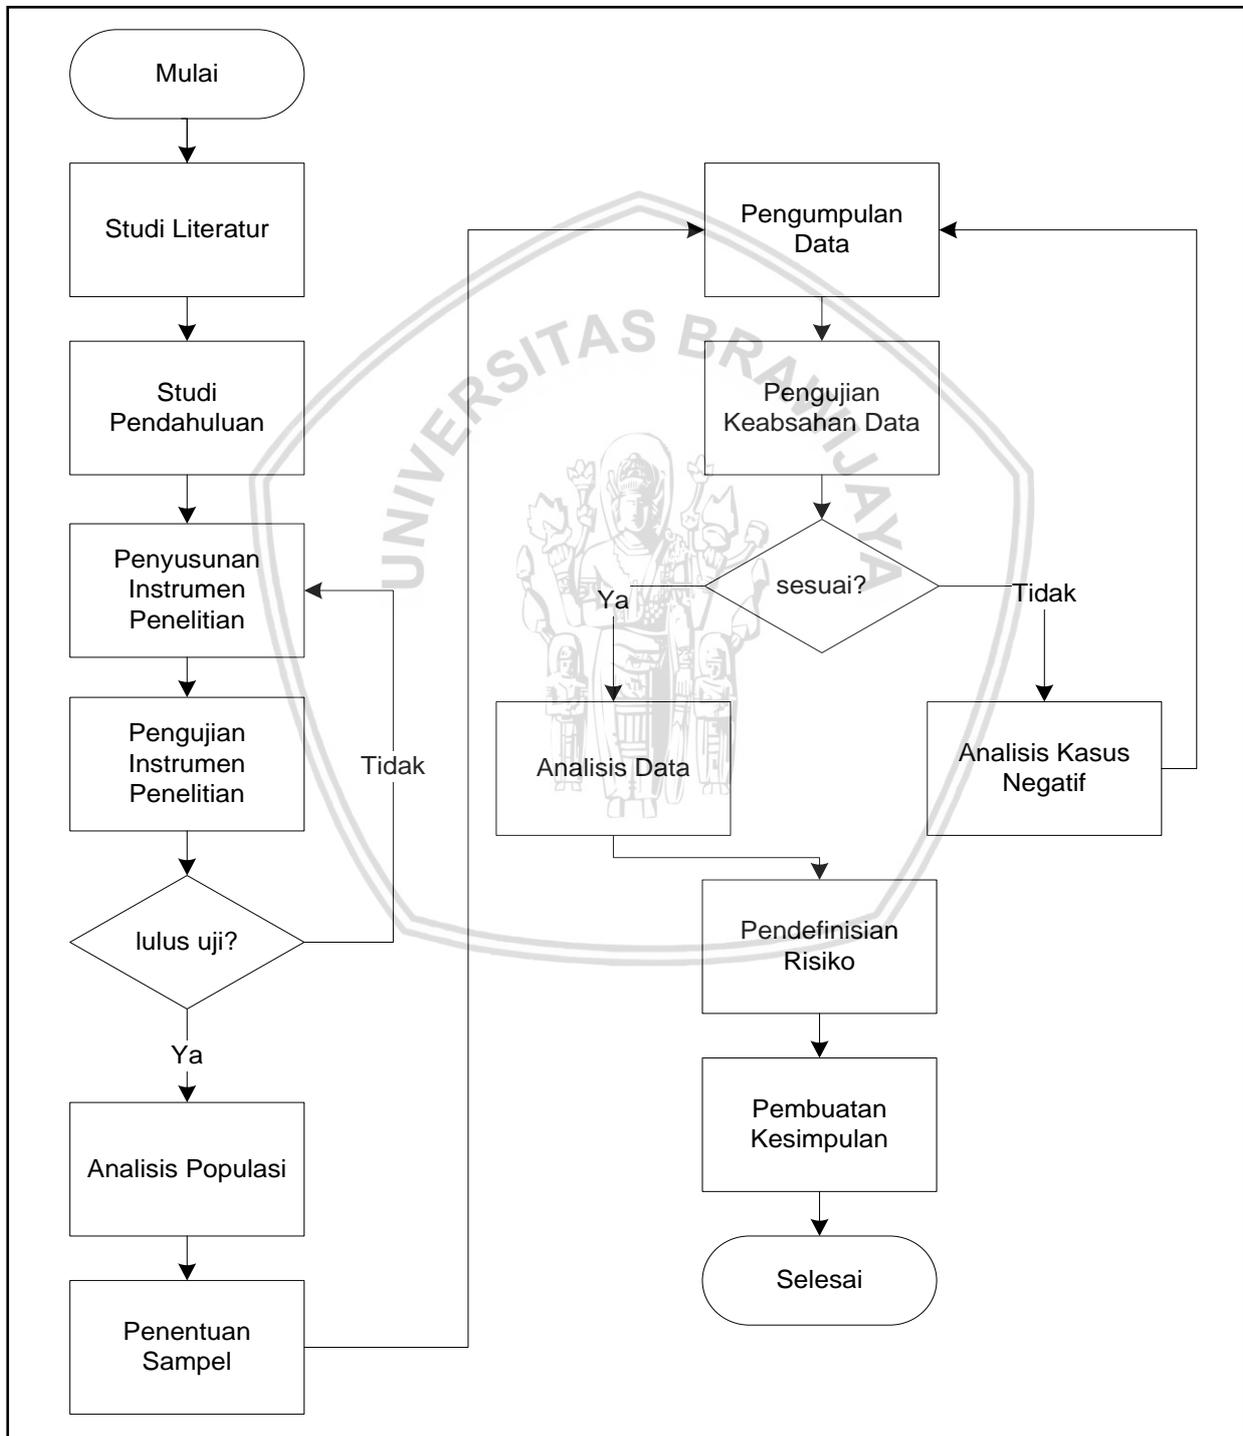 Mulai
Studi Literatur
Studi
Pendahuluan
Penyusunan
Instrumen
Penelitian
Pengujian
Instrumen
Penelitian
Tidak
lulus uji?
Ya
Analisis Populasi
Penentuan
Sampel
Pengumpulan
Data
Pengujian
Keabsahan Data
sesuai?
Ya
Tidak
Analisis Data
Analisis Kasus
Negatif
Pendefinisian
Risiko
Pembuatan
Kesimpulan
Selesai
UNIVERSITAS BRAWIJAYA